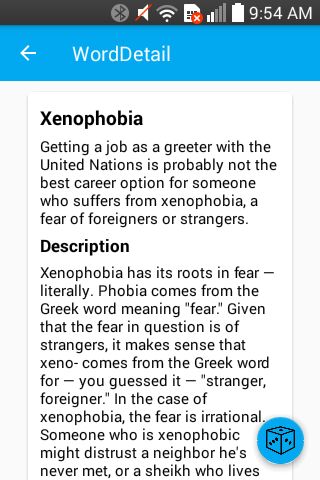 9:54 AM
WordDetail
Xenophobia
Getting a job as a greeter with the
United Nations is probably not the
best career option for someone
who suffers from xenophobia, a
fear of foreigners or strangers.
Description
Xenophobia has its roots in fear —
literally. Phobia comes from the
Greek word meaning "fear." Given
that the fear in question is of
strangers, it makes sense that
xeno- comes from the Greek word
for — you guessed it — "stranger,
foreigner." In the case of
xenophobia, the fear is irrational.
Someone who is xenophobic
might distrust a neighbor he's
never met, or a sheikh who lives